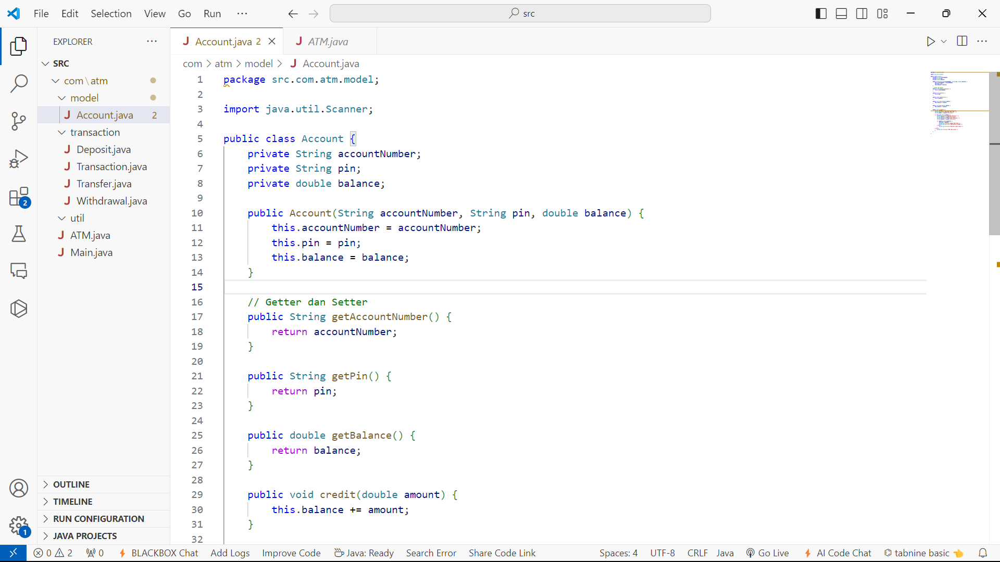 File Edit Selection View Go Run ···
src
EXPLORER ···
SRC
com\atm
model
Account.java 2
transaction
Deposit.java
Transaction.java
Transfer.java
Withdrawal.java
util
ATM.java
Main.java
OUTLINE
TIMELINE
RUN CONFIGURATION
JAVA PROJECTS
2
1
Account.java 2
ATM.java
com > atm > model > Account.java
1 package src.com.atm.model;
2
3 import java.util.Scanner;
4
5 public class Account {
6 private String accountNumber;
7 private String pin;
8 private double balance;
9
10 public Account(String accountNumber, String pin, double balance) {
11 this.accountNumber = accountNumber;
12 this.pin = pin;
13 this.balance = balance;
14 }
15
16 // Getter dan Setter
17 public String getAccountNumber() {
18 return accountNumber;
19 }
20
21 public String getPin() {
22 return pin;
23 }
24
25 public double getBalance() {
26 return balance;
27 }
28
29 public void credit(double amount) {
30 this.balance += amount;
31 }
32
0 2 0 BLACKBOX Chat Add Logs Improve Code Java: Ready Search Error Share Code Link Spaces: 4 UTF-8 CRLF Java Go Live AI Code Chat tabnine basic 👈